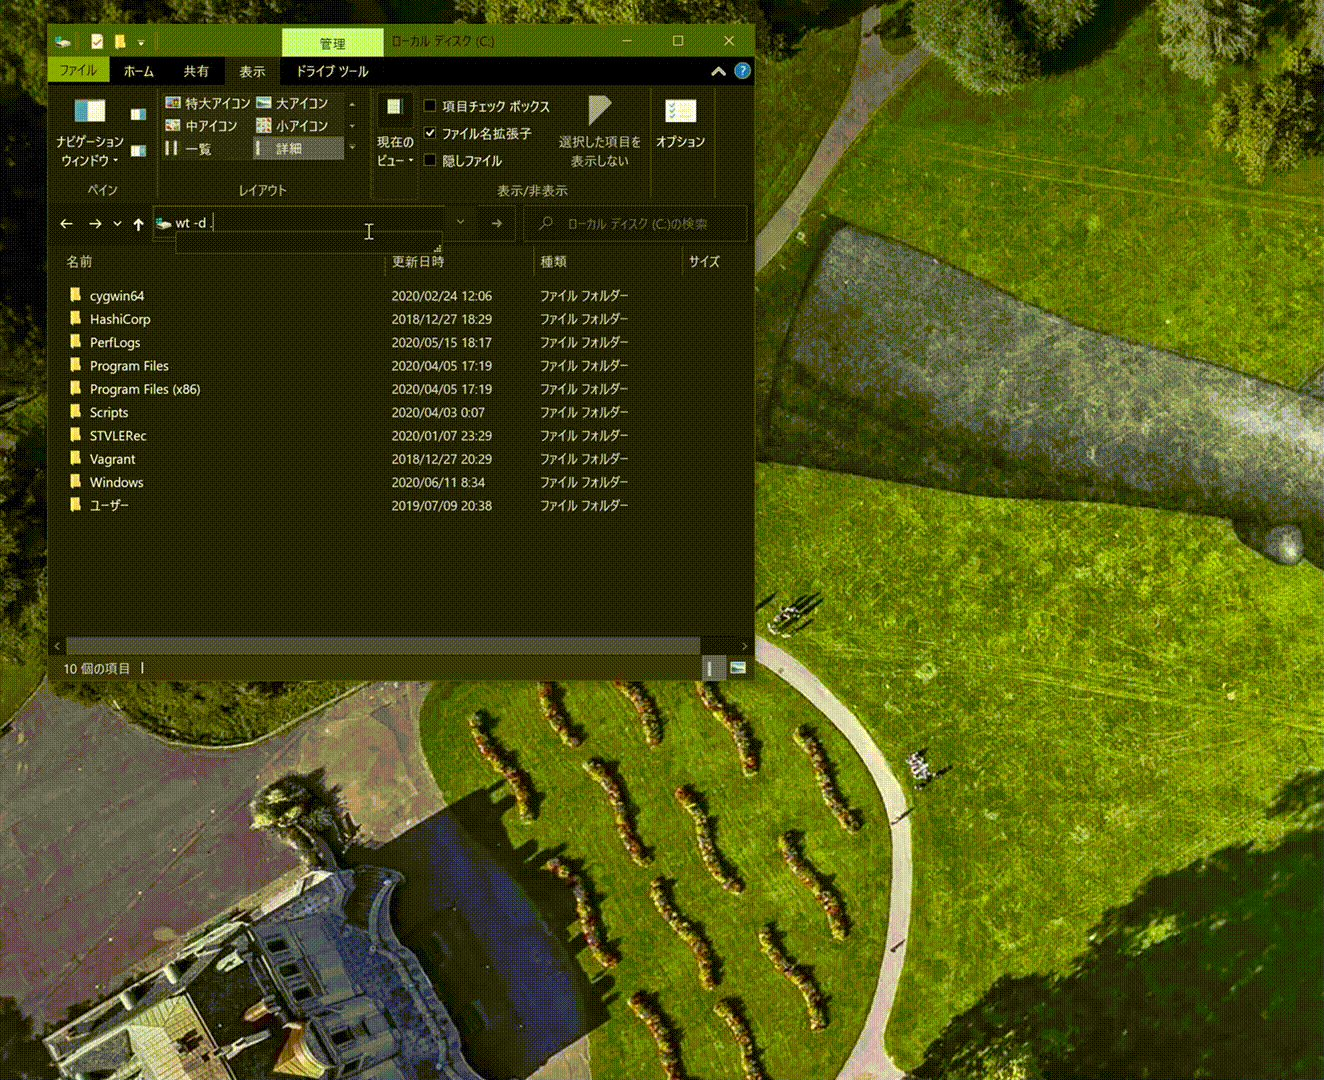 管理
ローカル ディスク (C:)
ファイル
ホーム
共有
表示
ドライブ ツール
ナビゲーション
ウィンドウ
ペイン
特大アイコン
大アイコン
中アイコン
小アイコン
一覧
詳細
レイアウト
現在の
ビュー
項目チェック ボックス
ファイル名拡張子
隠しファイル
選択した項目を
表示しない
表示/非表示
オプション
wt -d .
ローカル ディスク (C:)の検索
名前 更新日時 種類 サイズ
cygwin64 2020/02/24 12:06 ファイル フォルダー
HashiCorp 2018/12/27 18:29 ファイル フォルダー
PerfLogs 2020/05/15 18:17 ファイル フォルダー
Program Files 2020/04/05 17:19 ファイル フォルダー
Program Files (x86) 2020/04/05 17:19 ファイル フォルダー
Scripts 2020/04/03 0:07 ファイル フォルダー
STVLERec 2020/01/07 23:29 ファイル フォルダー
Vagrant 2018/12/27 20:29 ファイル フォルダー
Windows 2020/06/11 8:34 ファイル フォルダー
ユーザー 2019/07/09 20:38 ファイル フォルダー
10 個の項目